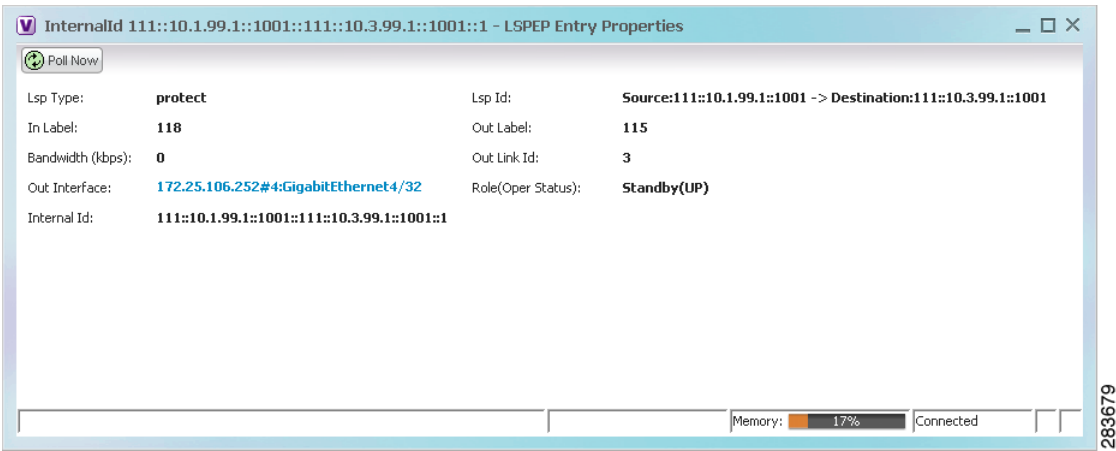 V InternalId 111::10.1.99.1::1001::111::10.3.99.1::1001::1 - LSPEP Entry Properties
Poll Now
Lsp Type: protect Lsp Id: Source:111::10.1.99.1::1001 -> Destination:111::10.3.99.1::1001
In Label: 118 Out Label: 115
Bandwidth (kbps): 0 Out Link Id: 3
Out Interface: 172.25.106.252#4:GigabitEthernet4/32 Role(Oper Status): Standby(UP)
Internal Id: 111::10.1.99.1::1001::111::10.3.99.1::1001::1
Memory: 17% Connected
283679